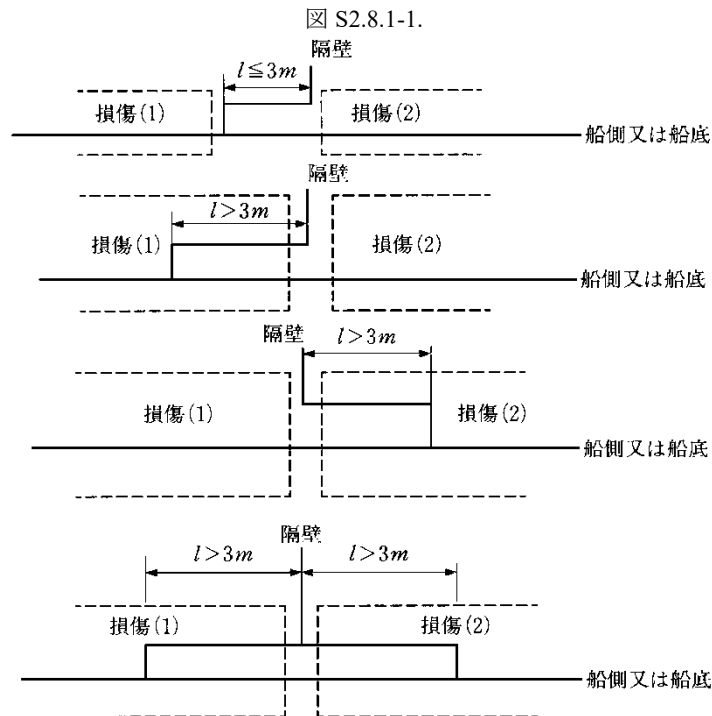 図 S2.8.1-1.
隔壁
l≦3m
損傷(1)
損傷(2)
船側又は船底
隔壁
l>3m
損傷(1)
損傷(2)
船側又は船底
隔壁
l>3m
損傷(1)
損傷(2)
船側又は船底
隔壁
l>3m
l>3m
損傷(1)
損傷(2)
船側又は船底